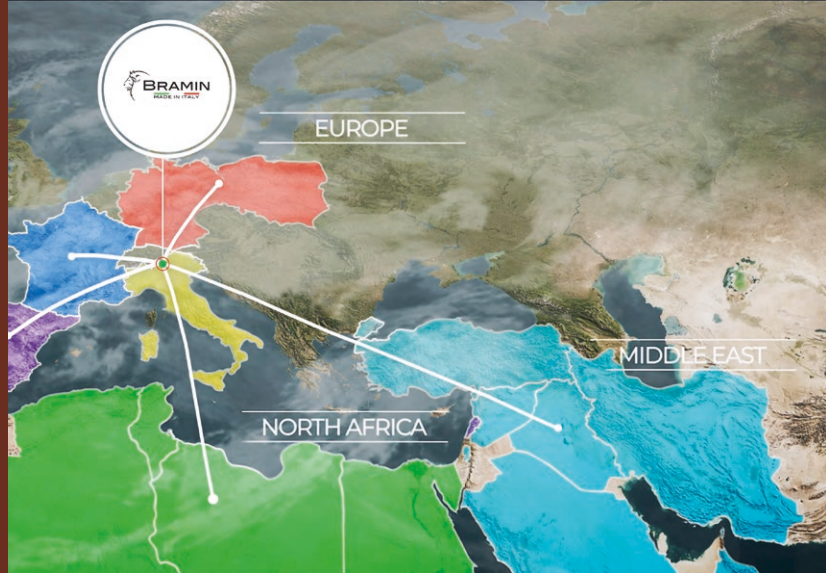 BRAMIN
MADE IN ITALY
EUROPE
MIDDLE EAST
NORTH AFRICA